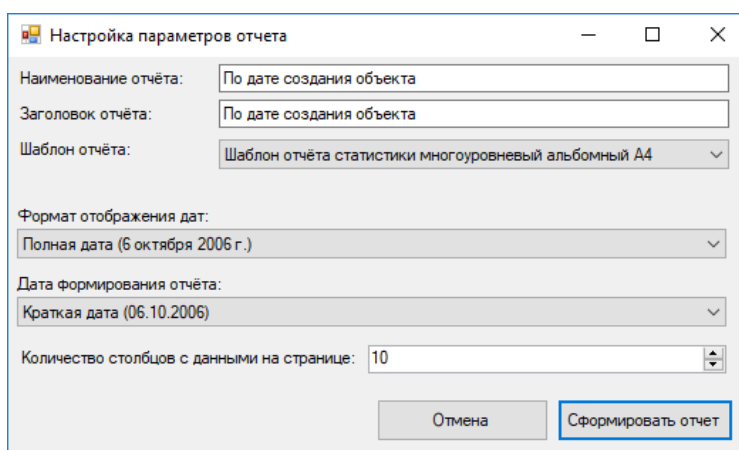 Настройка параметров отчета
Наименование отчёта: По дате создания объекта
Заголовок отчёта: По дате создания объекта
Шаблон отчёта: Шаблон отчёта статистики многоуровневый альбомный А4
Формат отображения дат:
Полная дата (6 октября 2006 г.)
Дата формирования отчёта:
Краткая дата (06.10.2006)
Количество столбцов с данными на странице: 10
Отмена Сформировать отчет